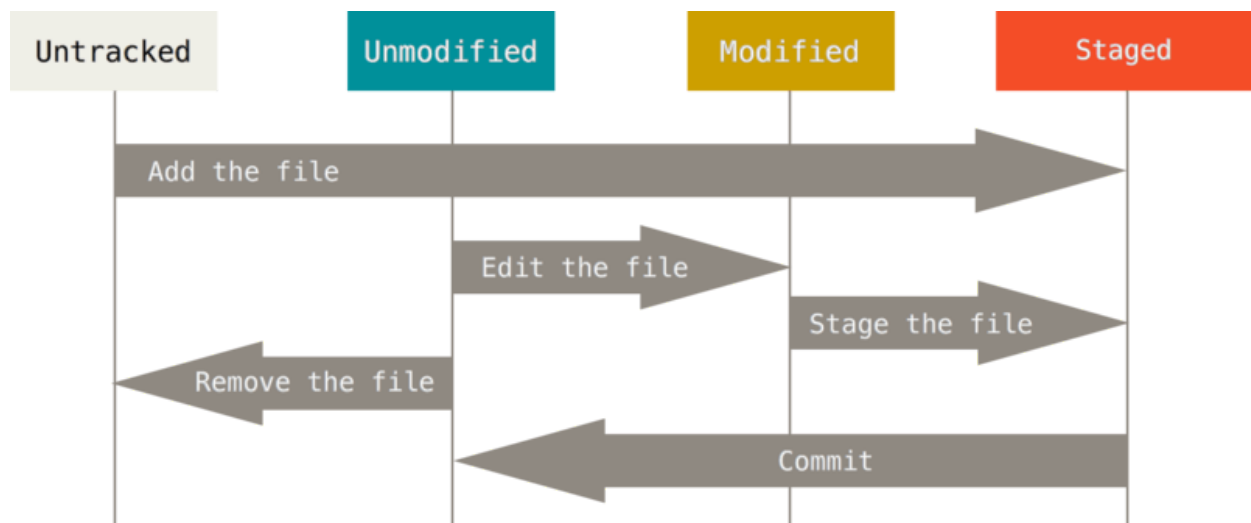 Untracked
Unmodified
Modified
Staged
Add the file
Edit the file
Stage the file
Remove the file
Commit